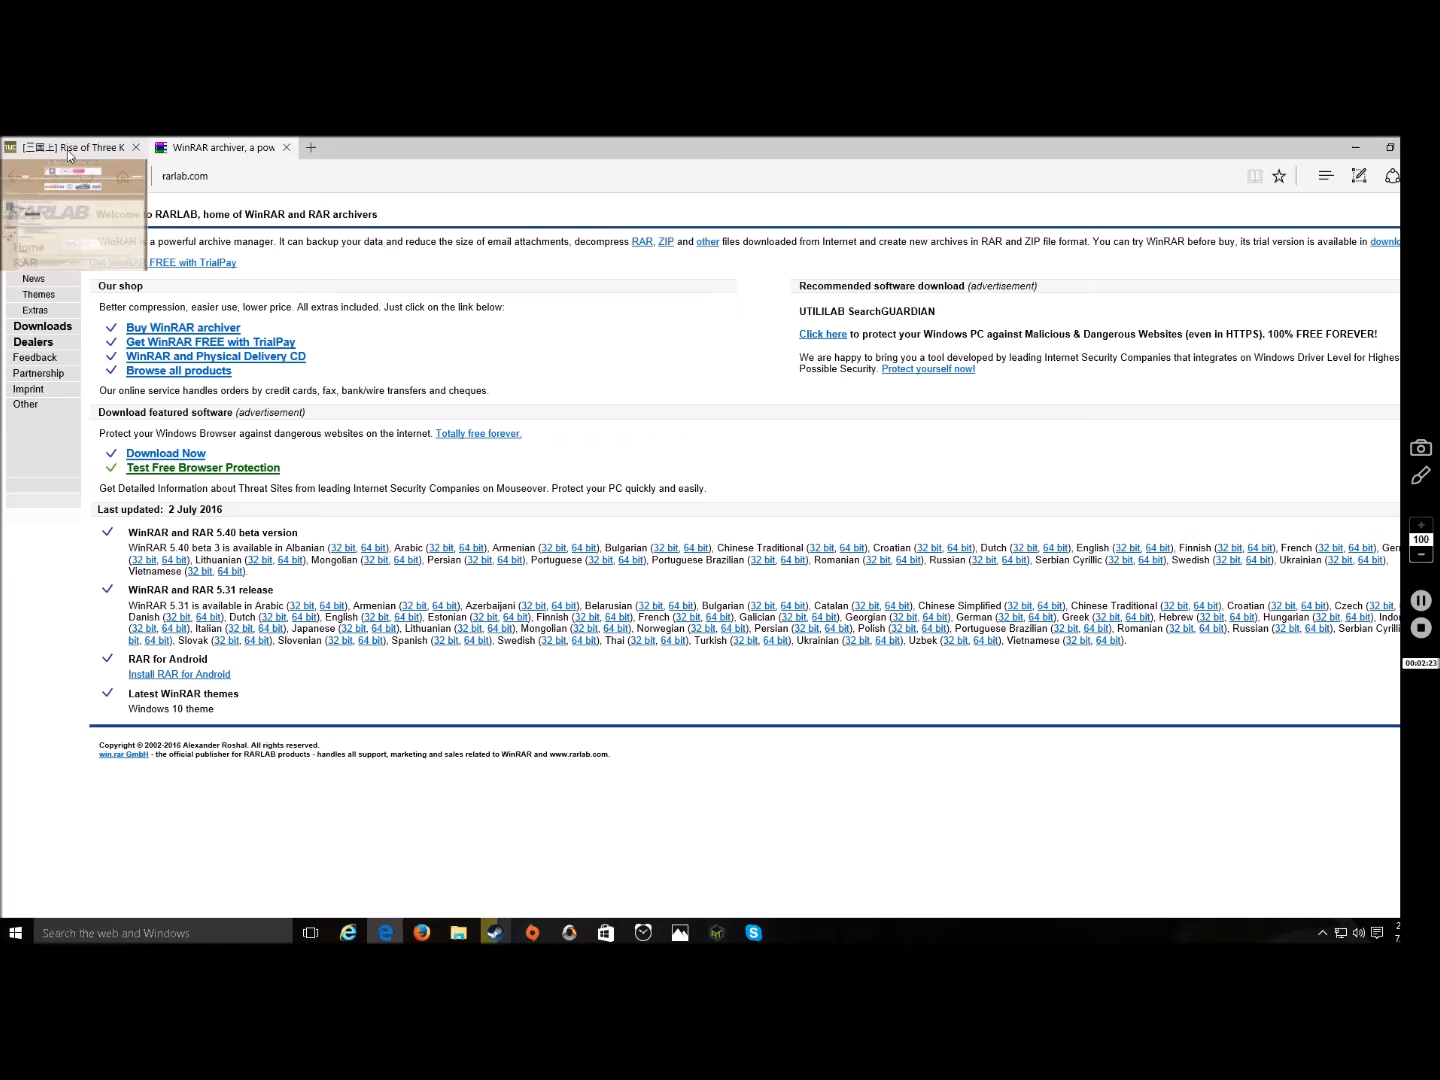 [三国上] Rise of Three K
WinRAR archiver, a pow
rarlab.com
RARLAB
Welcome to RARLAB, home of WinRAR and RAR archivers
WinRAR is a powerful archive manager. It can backup your data and reduce the size of email attachments, decompress RAR, ZIP and other files downloaded from Internet and create new archives in RAR and ZIP file format. You can try WinRAR before buy, its trial version is available in downlo
Get WinRAR FREE with TrialPay
Home
RAR
News
Themes
Extras
Downloads
Dealers
Feedback
Partnership
Imprint
Other
Our shop
Better compression, easier use, lower price. All extras included. Just click on the link below:
Buy WinRAR archiver
Get WinRAR FREE with TrialPay
WinRAR and Physical Delivery CD
Browse all products
Our online service handles orders by credit cards, fax, bank/wire transfers and cheques.
Recommended software download (advertisement)
UTILILAB SearchGUARDIAN
Click here to protect your Windows PC against Malicious & Dangerous Websites (even in HTTPS). 100% FREE FOREVER!
We are happy to bring you a tool developed by leading Internet Security Companies that integrates on Windows Driver Level for Highes
Possible Security. Protect yourself now!
Download featured software (advertisement)
Protect your Windows Browser against dangerous websites on the internet. Totally free forever.
Download Now
Test Free Browser Protection
Get Detailed Information about Threat Sites from leading Internet Security Companies on Mouseover. Protect your PC quickly and easily.
Last updated: 2 July 2016
WinRAR and RAR 5.40 beta version
WinRAR 5.40 beta 3 is available in Albanian (32 bit, 64 bit), Arabic (32 bit, 64 bit), Armenian (32 bit, 64 bit), Bulgarian (32 bit, 64 bit), Chinese Traditional (32 bit, 64 bit), Croatian (32 bit, 64 bit), Dutch (32 bit, 64 bit), English (32 bit, 64 bit), Finnish (32 bit, 64 bit), French (32 bit, 64 bit), Ger
(32 bit, 64 bit), Lithuanian (32 bit, 64 bit), Mongolian (32 bit, 64 bit), Persian (32 bit, 64 bit), Portuguese (32 bit, 64 bit), Portuguese Brazilian (32 bit, 64 bit), Romanian (32 bit, 64 bit), Russian (32 bit, 64 bit), Serbian Cyrillic (32 bit, 64 bit), Swedish (32 bit, 64 bit), Ukrainian (32 bit, 64 bit),
Vietnamese (32 bit, 64 bit).
WinRAR and RAR 5.31 release
WinRAR 5.31 is available in Arabic (32 bit, 64 bit), Armenian (32 bit, 64 bit), Azerbaijani (32 bit, 64 bit), Belarusian (32 bit, 64 bit), Bulgarian (32 bit, 64 bit), Catalan (32 bit, 64 bit), Chinese Simplified (32 bit, 64 bit), Chinese Traditional (32 bit, 64 bit), Croatian (32 bit, 64 bit), Czech (32 bit,
Danish (32 bit, 64 bit), Dutch (32 bit, 64 bit), English (32 bit, 64 bit), Estonian (32 bit, 64 bit), Finnish (32 bit, 64 bit), French (32 bit, 64 bit), Galician (32 bit, 64 bit), Georgian (32 bit, 64 bit), German (32 bit, 64 bit), Greek (32 bit, 64 bit), Hebrew (32 bit, 64 bit), Hungarian (32 bit, 64 bit), Indo
(32 bit, 64 bit), Italian (32 bit, 64 bit), Japanese (32 bit, 64 bit), Lithuanian (32 bit, 64 bit), Mongolian (32 bit, 64 bit), Norwegian (32 bit, 64 bit), Persian (32 bit, 64 bit), Polish (32 bit, 64 bit), Portuguese Brazilian (32 bit, 64 bit), Romanian (32 bit, 64 bit), Russian (32 bit, 64 bit), Serbian Cyrilli
bit, 64 bit), Slovak (32 bit, 64 bit), Slovenian (32 bit, 64 bit), Spanish (32 bit, 64 bit), Swedish (32 bit, 64 bit), Thai (32 bit, 64 bit), Turkish (32 bit, 64 bit), Ukrainian (32 bit, 64 bit), Uzbek (32 bit, 64 bit), Vietnamese (32 bit, 64 bit).
RAR for Android
Install RAR for Android
Latest WinRAR themes
Windows 10 theme
Copyright © 2002-2016 Alexander Roshal. All rights reserved.
win.rar GmbH - the official publisher for RARLAB products - handles all support, marketing and sales related to WinRAR and www.rarlab.com.
100
00:02:23
Search the web and Windows